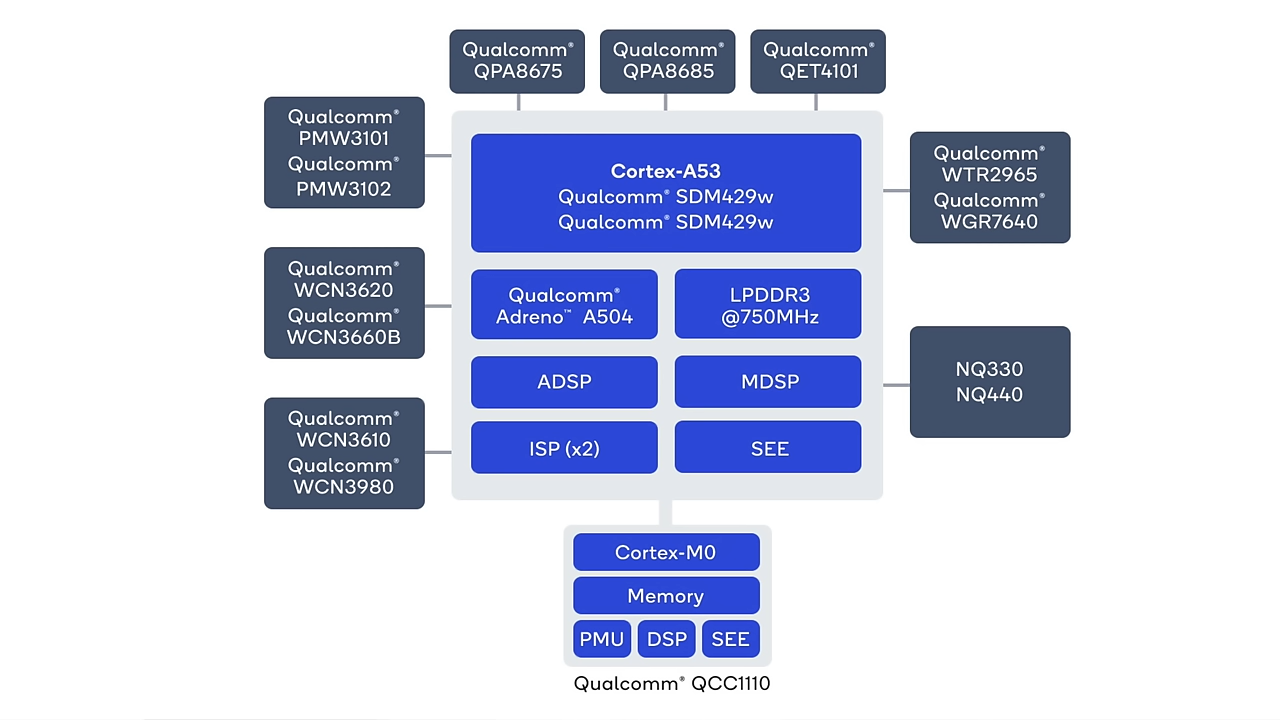 Qualcomm®
QPA8675
Qualcomm®
QPA8685
Qualcomm®
QET4101
Qualcomm®
PMW3101
Qualcomm®
PMW3102
Qualcomm®
WCN3620
Qualcomm®
WCN3660B
Qualcomm®
WCN3610
Qualcomm®
WCN3980
Cortex-A53
Qualcomm® SDM429w
Qualcomm® SDM429w
Qualcomm®
Adreno™ A504
LPDDR3
@750MHz
ADSP
MDSP
ISP (x2)
SEE
Qualcomm®
WTR2965
Qualcomm®
WGR7640
NQ330
NQ440
Cortex-M0
Memory
PMU
DSP
SEE
Qualcomm® QCC1110